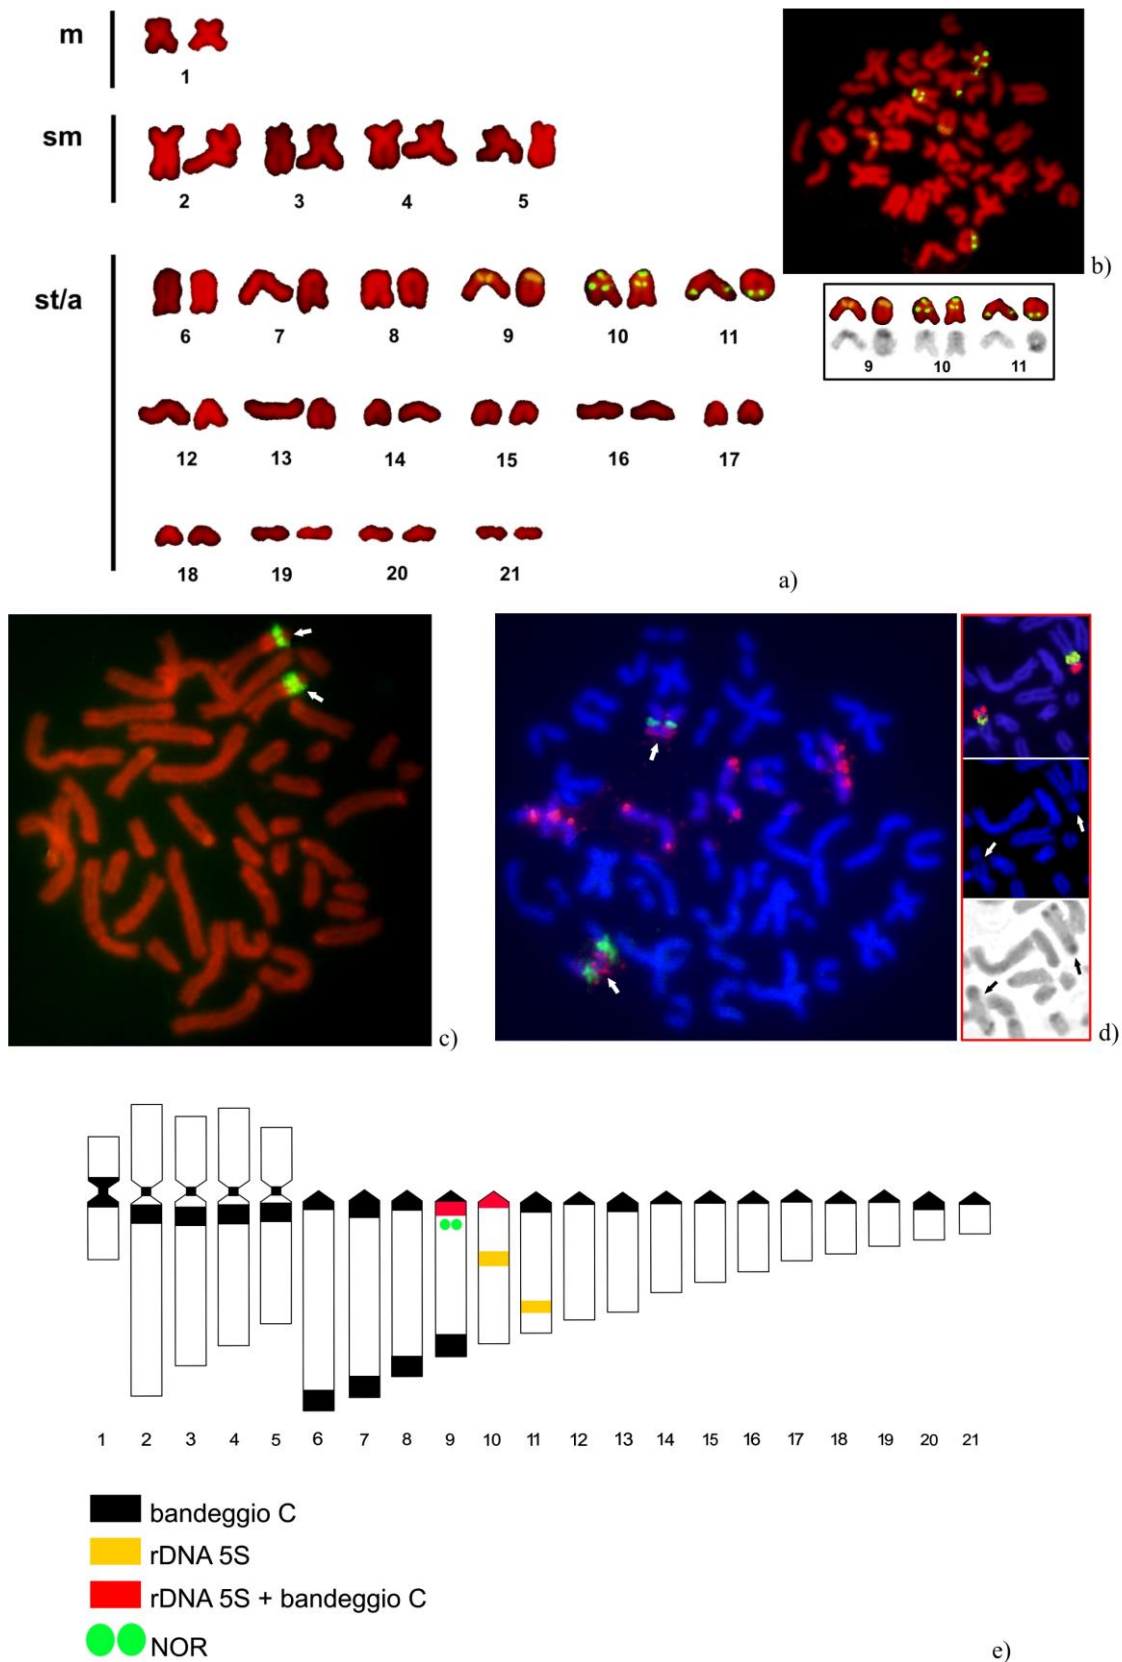 m
1
sm
2 3 4 5
b)
st/a
6 7 8 9 10 11
9 10 11
12 13 14 15 16 17
18 19 20 21
a)
c)
d)
1 2 3 4 5 6 7 8 9 10 11 12 13 14 15 16 17 18 19 20 21
bandeggio C
rDNA 5S
rDNA 5S + bandeggio C
NOR
e)